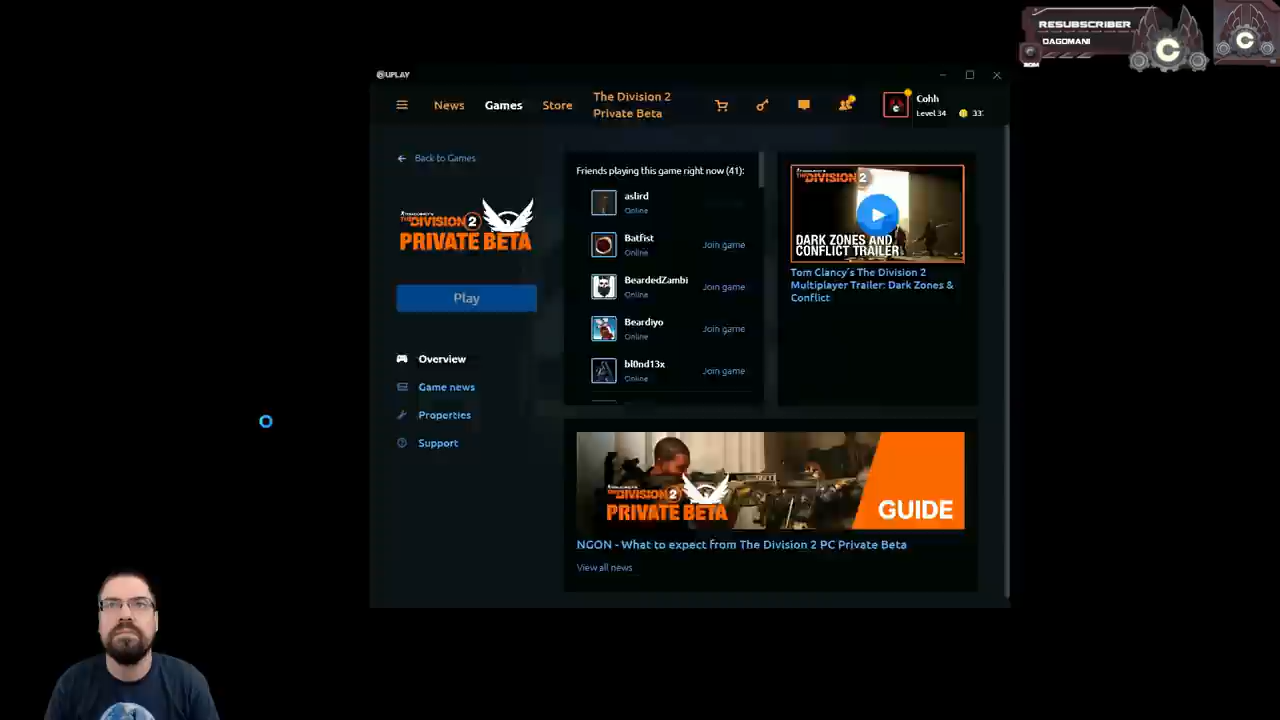 RESUBSCRIBER
DAGOMANI
UPLAY
News
Games
Store
The Division 2
Private Beta
Cohh
Level 34
33
Back to Games
THE DIVISION 2
PRIVATE BETA
Play
Overview
Game news
Properties
Support
Friends playing this game right now (41):
aslird
Online
Batfist
Online
Join game
BeardedZambi
Online
Join game
Beardiyo
Online
Join game
bl0nd13x
Online
Join game
THE DIVISION 2
DARK ZONES AND
CONFLICT TRAILER
Tom Clancy's The Division 2
Multiplayer Trailer: Dark Zones &
Conflict
THE DIVISION 2
PRIVATE BETA
GUIDE
NGON - What to expect from The Division 2 PC Private Beta
View all news